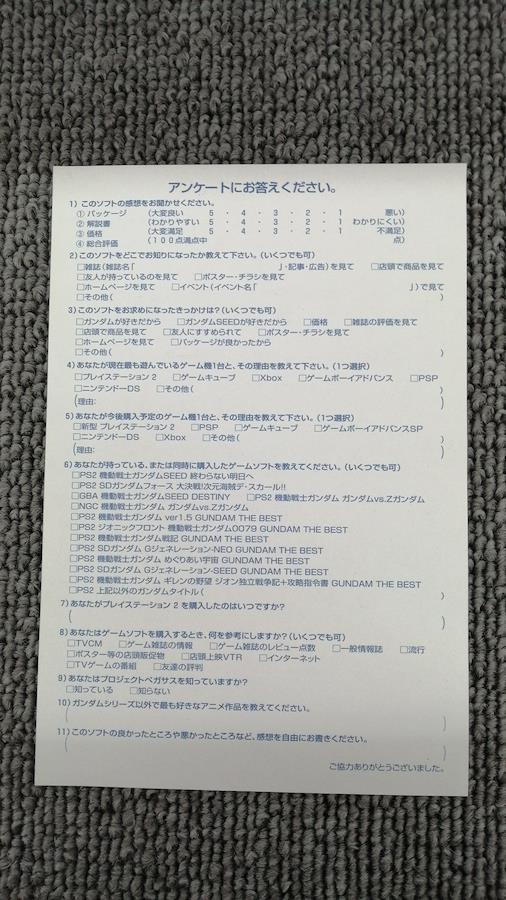 アンケートにお答えください。
1）このソフトの感想をお聞かせください。
①パッケージ （大変良い 5 ・ 4 ・ 3 ・ 2 ・ 1 悪い）
②解説書 （わかりやすい 5 ・ 4 ・ 3 ・ 2 ・ 1 わかりにくい）
③価格 （大変満足 5 ・ 4 ・ 3 ・ 2 ・ 1 不満足）
④総合評価 （100点満点中 点）
2）このソフトをどこでお知りになったか教えて下さい。（いくつでも可）
□雑誌（雑誌名「 」・記事・広告）を見て □店頭で商品を見て
□友人が持っているのを見て □ポスター・チラシを見て
□ホームページを見て □イベント（イベント名「 」）で見て
□その他（ ）
3）このソフトをお求めになったきっかけは？（いくつでも可）
□ガンダムが好きだから □ガンダムSEEDが好きだから □価格 □雑誌の評価を見て
□店頭で商品を見て □友人にすすめられて □ポスター・チラシを見て
□ホームページを見て □パッケージが良かったから
□その他（ ）
4）あなたが現在最も遊んでいるゲーム機1台と、その理由を教えて下さい。（1つ選択）
□プレイステーション 2 □ゲームキューブ □Xbox □ゲームボーイアドバンス □PSP
□ニンテンドーDS □その他（ ）
（理由: ）
5）あなたが今後購入予定のゲーム機1台と、その理由を教えて下さい。（1つ選択）
□新型 プレイステーション 2 □PSP □ゲームキューブ □ゲームボーイアドバンスSP
□ニンテンドーDS □Xbox □その他（ ）
（理由: ）
6）あなたが持っている、または同時に購入したゲームソフトを教えてください。（いくつでも可）
□PS2 機動戦士ガンダムSEED 終わらない明日へ
□PS2 SDガンダムフォース 大決戦!次元海賊デ・スカール!!
□GBA 機動戦士ガンダムSEED DESTINY □PS2 機動戦士ガンダム ガンダムvs.Zガンダム
□NGC 機動戦士ガンダム ガンダムvs.Zガンダム
□PS2 機動戦士ガンダム ver1.5 GUNDAM THE BEST
□PS2 ジオニックフロント 機動戦士ガンダム0079 GUNDAM THE BEST
□PS2 機動戦士ガンダム戦記 GUNDAM THE BEST
□PS2 SDガンダム Gジェネレーション-NEO GUNDAM THE BEST
□PS2 機動戦士ガンダム めぐりあい宇宙 GUNDAM THE BEST
□PS2 SDガンダム Gジェネレーション-SEED GUNDAM THE BEST
□PS2 機動戦士ガンダム ギレンの野望 ジオン独立戦争記+攻略指令書 GUNDAM THE BEST
□PS2 上記以外のガンダムタイトル（ ）
7）あなたがプレイステーション 2 を購入したのはいつですか？
（ ）
8）あなたはゲームソフトを購入するとき、何を参考にしますか？（いくつでも可）
□TVCM □ゲーム雑誌の情報 □ゲーム雑誌のレビュー点数 □一般情報誌 □流行
□ポスター等の店頭販促物 □店頭上映VTR □インターネット
□TVゲームの番組 □友達の評判
9）あなたはプロジェクトペガサスを知っていますか？
□知っている □知らない
10）ガンダムシリーズ以外で最も好きなアニメ作品を教えてください。
（ ）
11）このソフトの良かったところや悪かったところなど、感想を自由にお書きください。
（ ）
ご協力ありがとうございました。